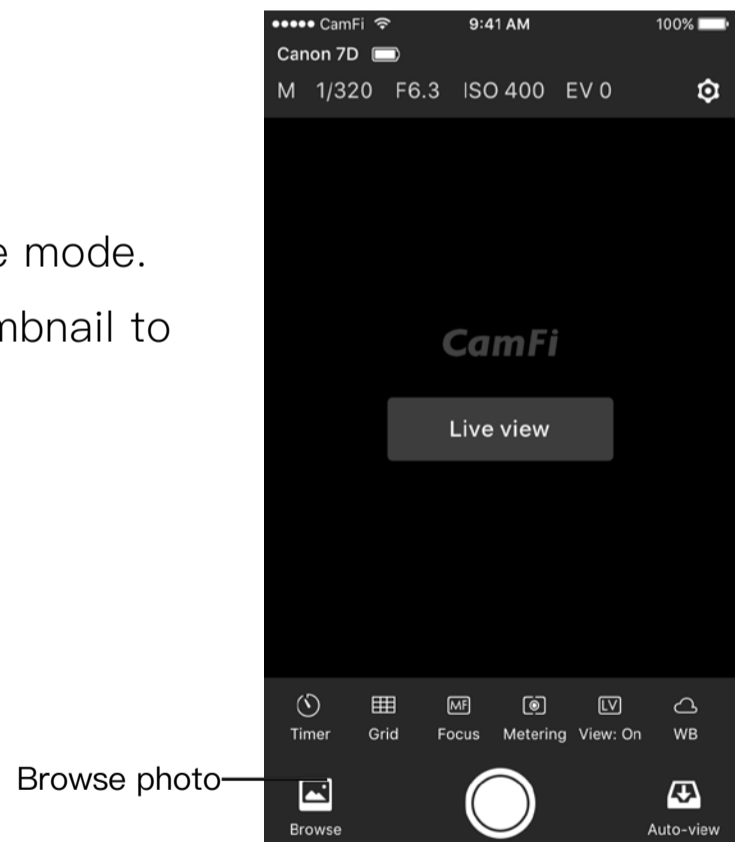 CamFi 9:41 AM 100%
Canon 7D
M 1/320 F6.3 ISO 400 EV 0
mode.
to
CamFi
Live view
MF LV
Timer Grid Focus Metering View: On WB
Browse photo
Browse Auto-view